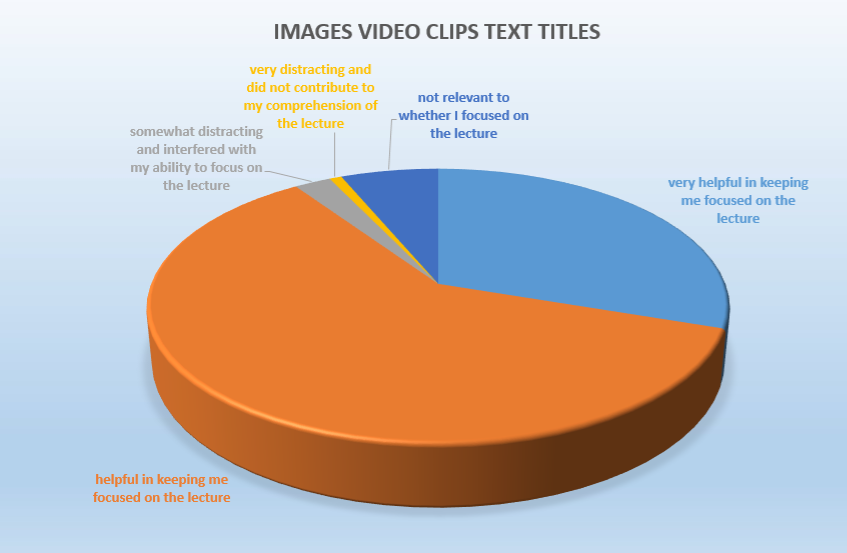 IMAGES VIDEO CLIPS TEXT TITLES
very distracting and
did not contribute to
my comprehension of
the lecture
not relevant to
whether I focused on
the lecture
somewhat distracting
and interfered with
my ability to focus on
the lecture
very helpful in keeping
me focused on the
lecture
helpful in keeping me
focused on the lecture